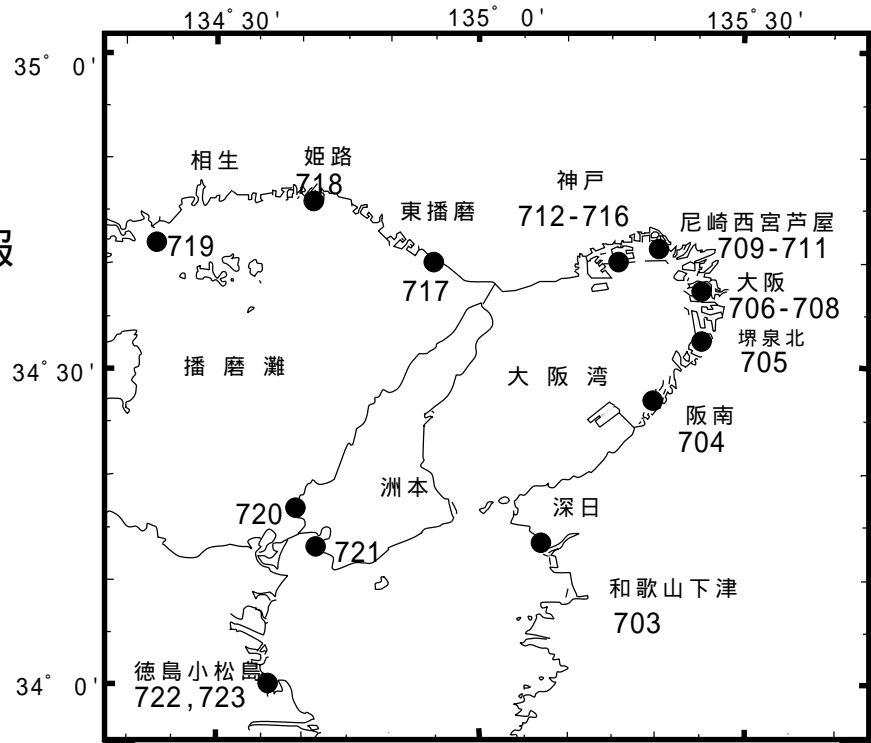 134°30'
135° 0'
135°30'
35° 0'
相生
姫路
718
神戸
712-716
東播磨
尼崎西宮芦屋
709-711
719
報
717
大阪
706-708
堺泉北
705
播磨灘
34°30'
大阪湾
阪南
704
洲本
720
深日
721
和歌山下津
703
徳島小松島
722,723
34° 0'